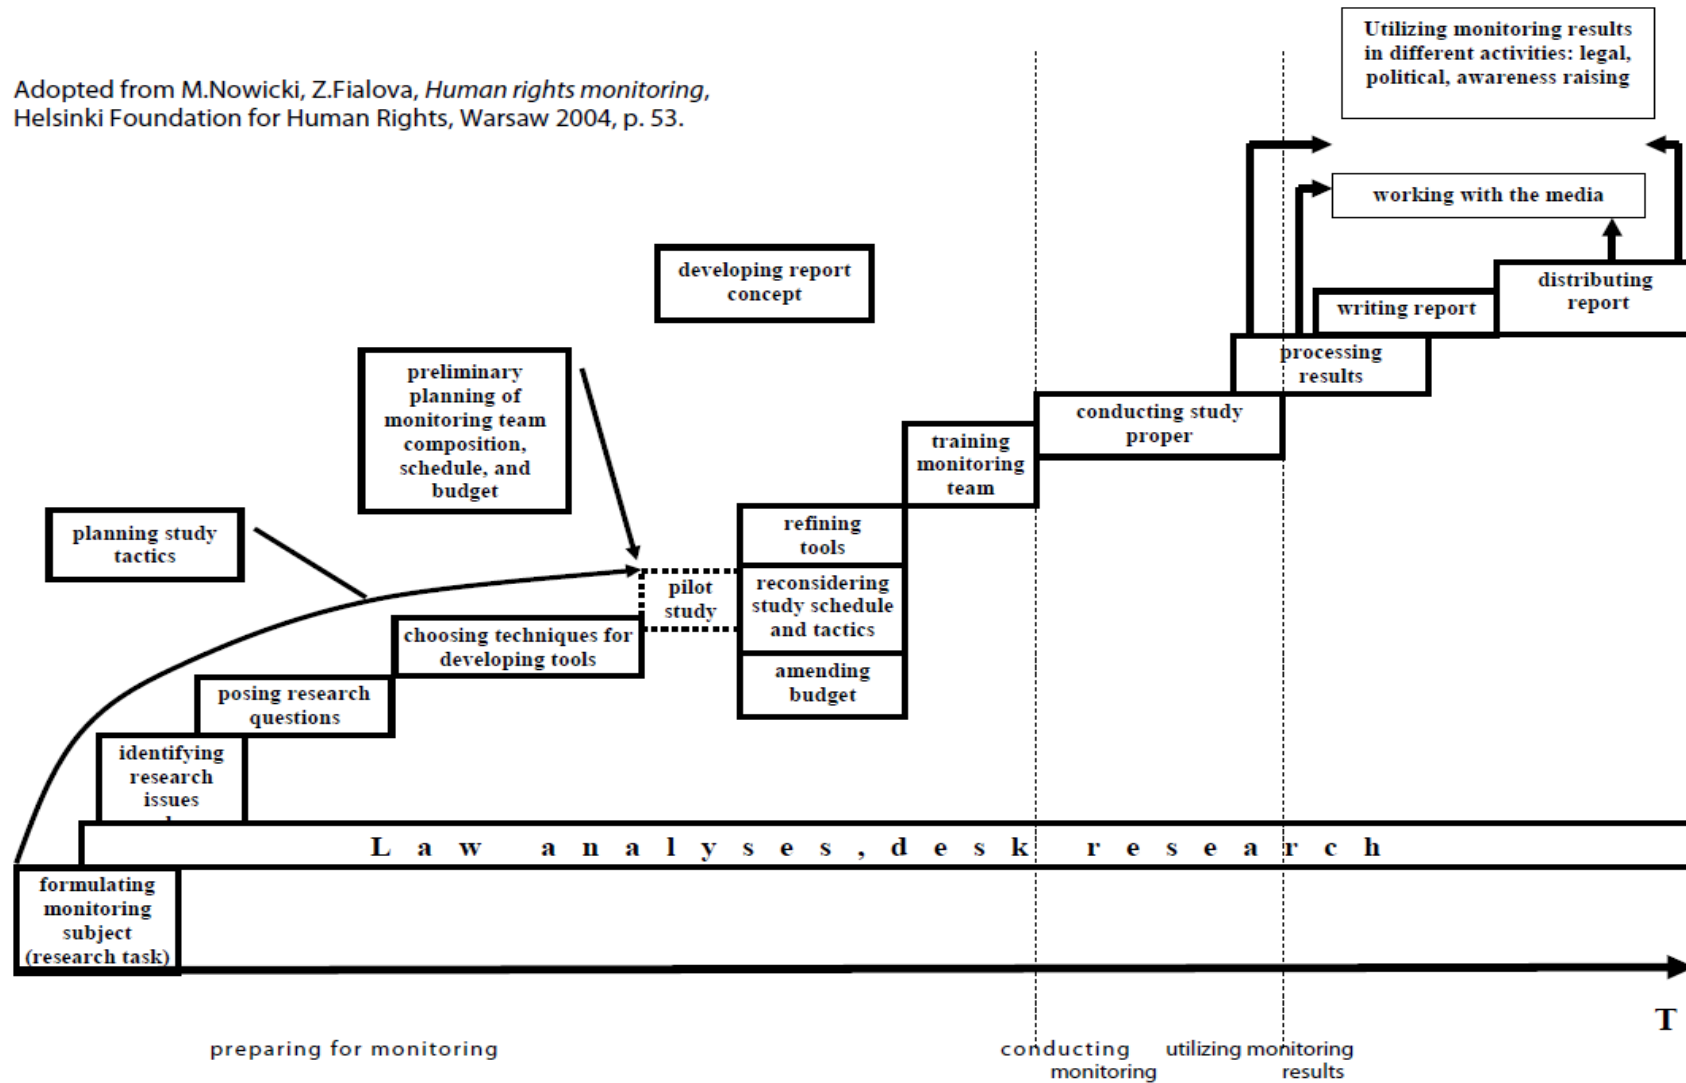 Adopted from M.Nowicki, Z.Fialova, Human rights monitoring,
Helsinki Foundation for Human Rights, Warsaw 2004, p. 53.
Utilizing monitoring results
in different activities: legal,
political, awareness raising
working with the media
developing report
concept
distributing
report
writing report
processing
results
preliminary
planning of
monitoring team
composition,
schedule, and
budget
conducting study
proper
training
monitoring
team
planning study
tactics
refining
tools
pilot
study
reconsidering
study schedule
and tactics
choosing techniques for
developing tools
amending
budget
posing research
questions
identifying
research
issues
Law analyses, desk research
formulating
monitoring
subject
(research task)
T
preparing for monitoring
conducting
monitoring
utilizing monitoring
results